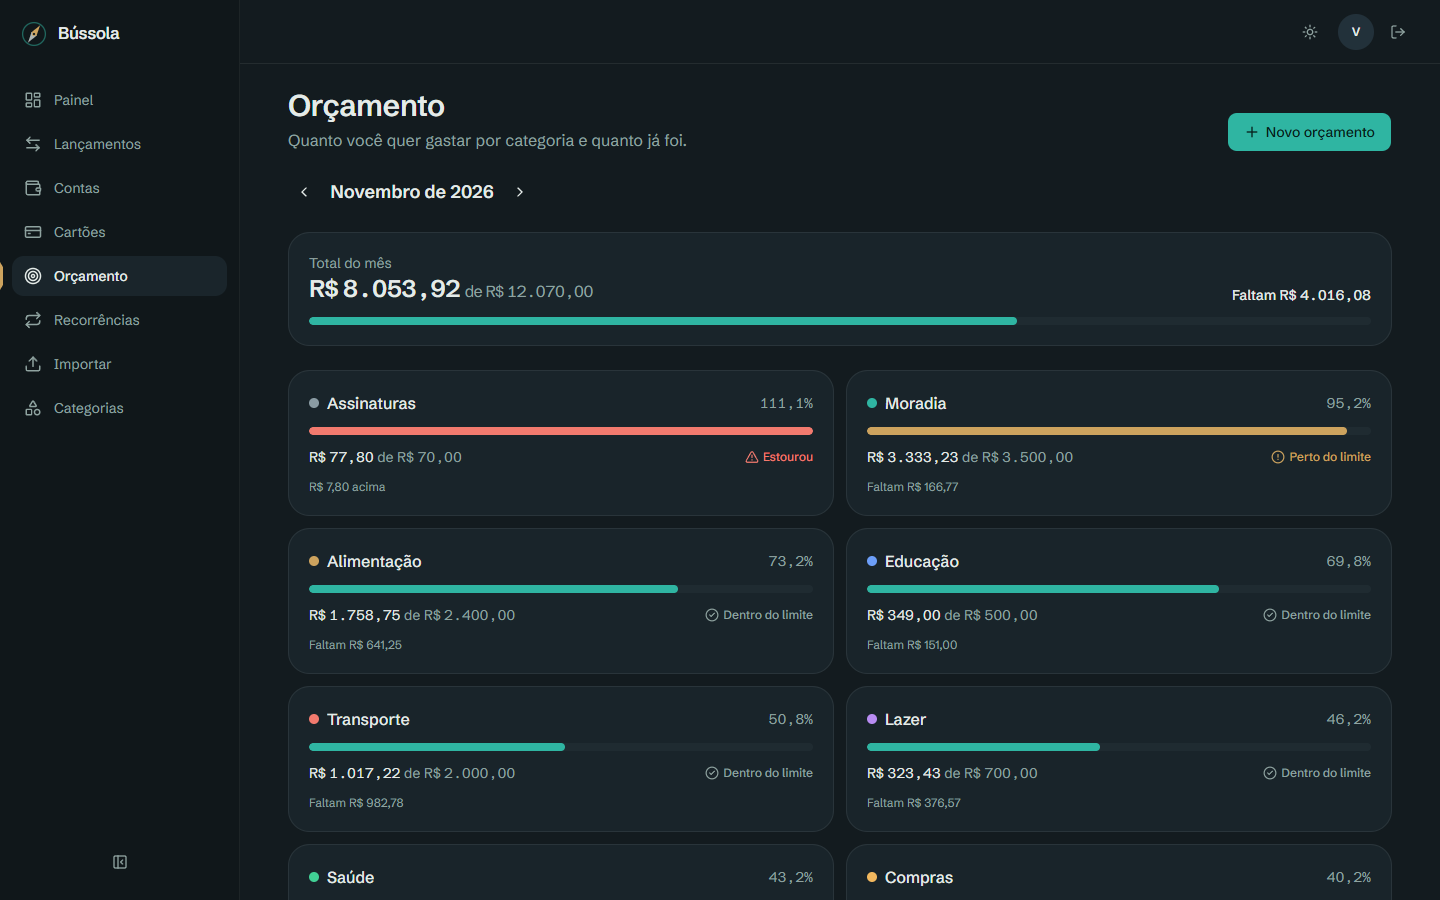 Bússola
V
Painel
Lançamentos
Contas
Cartões
Orçamento
Recorrências
Importar
Categorias
Orçamento
Quanto você quer gastar por categoria e quanto já foi.
Novo orçamento
Novembro de 2026
Total do mês
R$ 8.053,92 de R$ 12.070,00
Faltam R$ 4.016,08
Assinaturas 111,1%
R$ 77,80 de R$ 70,00 Estourou
R$ 7,80 acima
Moradia 95,2%
R$ 3.333,23 de R$ 3.500,00 Perto do limite
Faltam R$ 166,77
Alimentação 73,2%
R$ 1.758,75 de R$ 2.400,00 Dentro do limite
Faltam R$ 641,25
Educação 69,8%
R$ 349,00 de R$ 500,00 Dentro do limite
Faltam R$ 151,00
Transporte 50,8%
R$ 1.017,22 de R$ 2.000,00 Dentro do limite
Faltam R$ 982,78
Lazer 46,2%
R$ 323,43 de R$ 700,00 Dentro do limite
Faltam R$ 376,57
Saúde 43,2%
Compras 40,2%